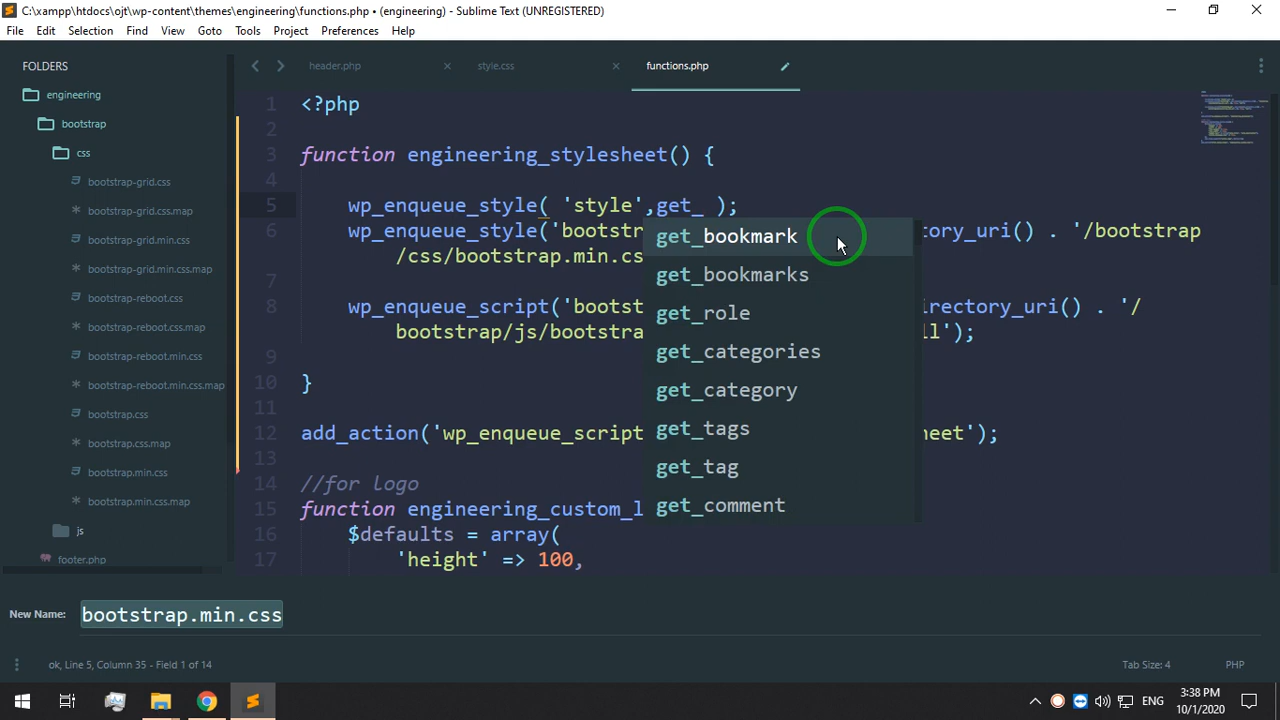 C:\xampp\htdocs\ojt\wp-content\themes\engineering\functions.php • (engineering) - Sublime Text (UNREGISTERED)
File Edit Selection Find View Goto Tools Project Preferences Help
FOLDERS
engineering
bootstrap
css
bootstrap-grid.css
bootstrap-grid.css.map
bootstrap-grid.min.css
bootstrap-grid.min.css.map
bootstrap-reboot.css
bootstrap-reboot.css.map
bootstrap-reboot.min.css
bootstrap-reboot.min.css.map
bootstrap.css
bootstrap.css.map
bootstrap.min.css
bootstrap.min.css.map
js
footer.php
header.php style.css functions.php
1 <?php
2
3 function engineering_stylesheet() {
4
5 wp_enqueue_style( 'style',get_ );
6 wp_enqueue_style('bootstr tory_uri() . '/bootstrap
/css/bootstrap.min.cs
7
8 wp_enqueue_script('bootst irectory_uri() . '/
bootstrap/js/bootstra ll');
9
10 }
11
12 add_action('wp_enqueue_script heet');
13
14 //for logo
15 function engineering_custom_l
16 $defaults = array(
17 'height' => 100,
get_bookmark
get_bookmarks
get_role
get_categories
get_category
get_tags
get_tag
get_comment
New Name: bootstrap.min.css
ok, Line 5, Column 35 - Field 1 of 14 Tab Size: 4 PHP
ENG 3:38 PM
10/1/2020